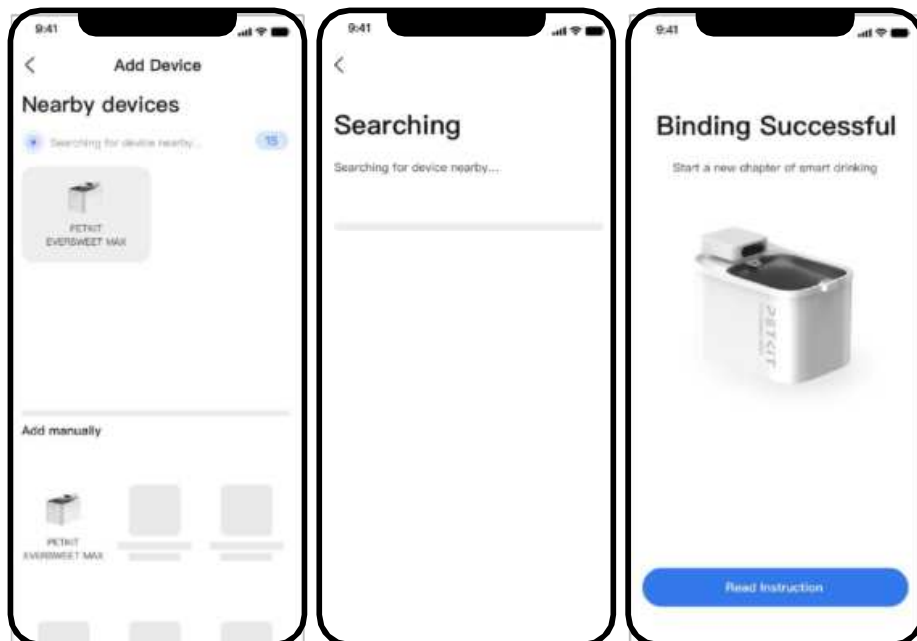 9:41
Add Device
Nearby devices
Searching for device nearby...
15
PETKIT
EVERSWEET MAX
Add manually
PETKIT
EVERSWEET MAX
9:41
Searching
Searching for device nearby...
9:41
Binding Successful
Start a new chapter of smart drinking
PETKIT
Read Instruction